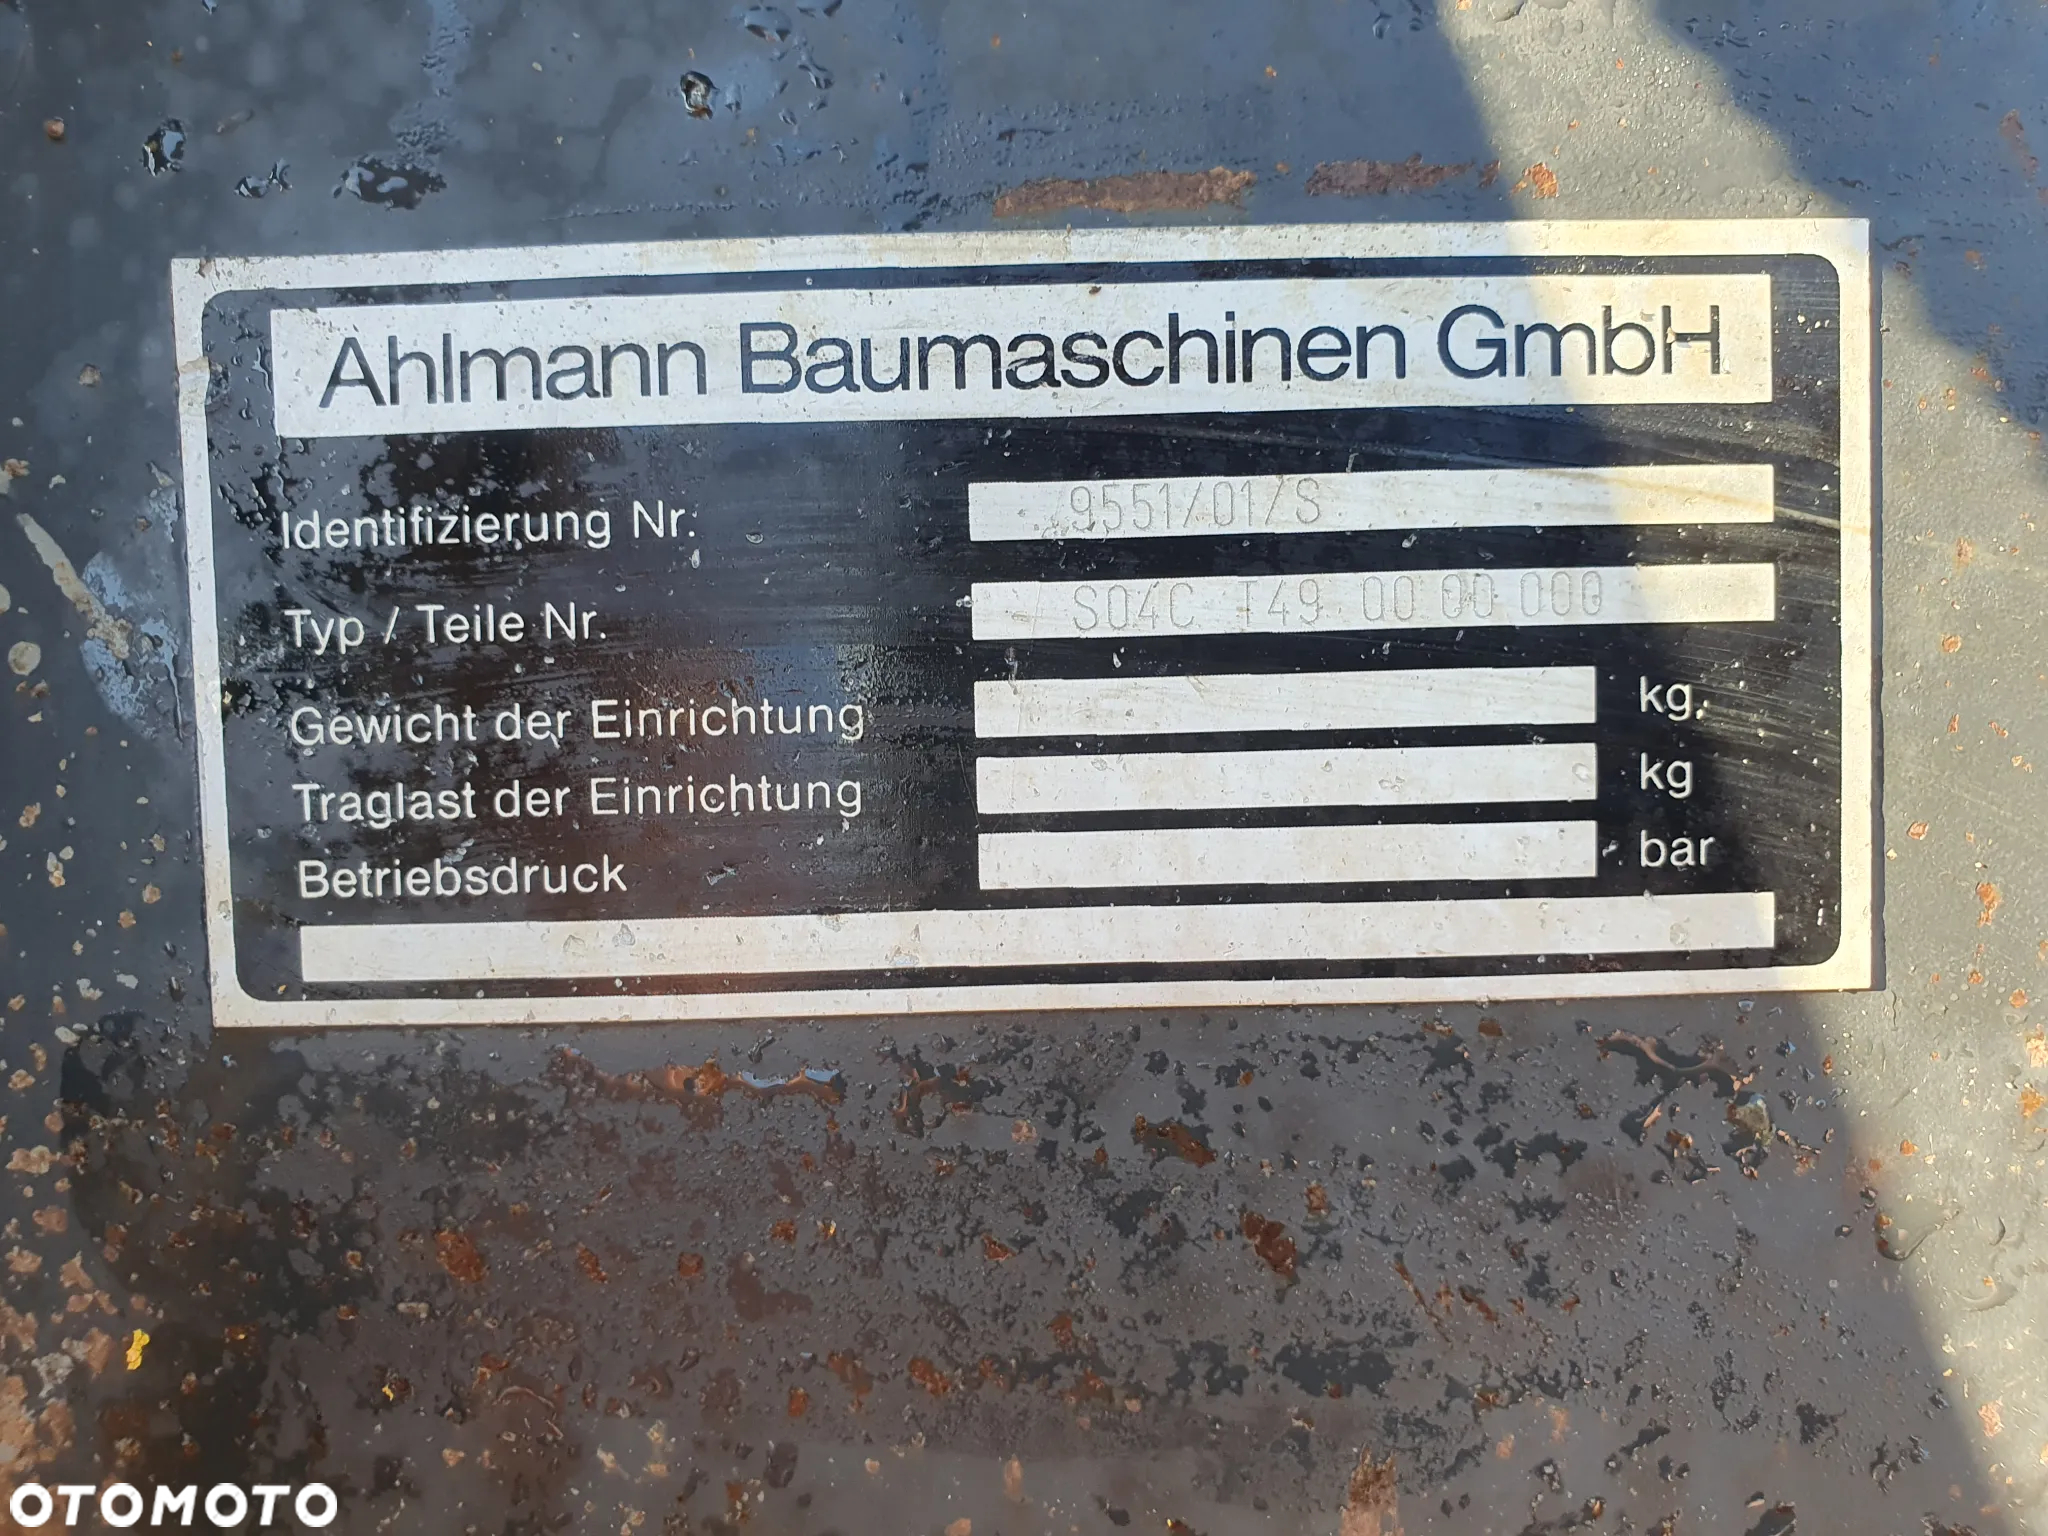 Ahlmann Baumaschinen GmbH
Identifizierung Nr. 9551/01/S
Typ / Teile Nr. S04C T49 00 00 000
Gewicht der Einrichtung kg
Traglast der Einrichtung kg
Betriebsdruck bar
OTOMOTO